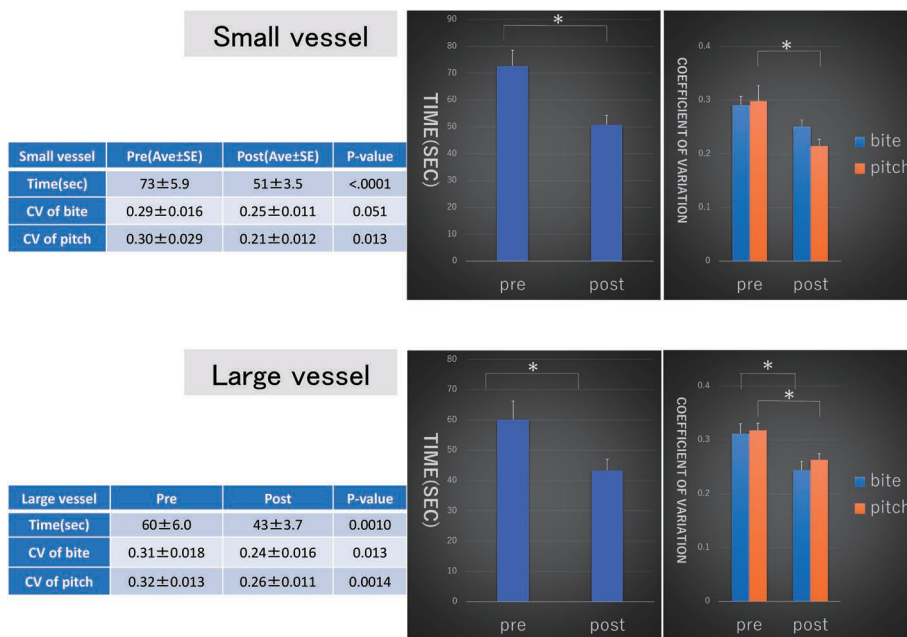 Small vessel
Small vessel Pre(Ave±SE) Post(Ave±SE) P-value
Time(sec) 73±5.9 51±3.5 <.0001
CV of bite 0.29±0.016 0.25±0.011 0.051
CV of pitch 0.30±0.029 0.21±0.012 0.013
TIME(SEC)
90
80
70
60
50
40
30
20
10
0
*
pre post
COEFFICIENT OF VARIATION
0.4
0.3
0.2
0.1
0
*
pre post
bite
pitch
Large vessel
Large vessel Pre Post P-value
Time(sec) 60±6.0 43±3.7 0.0010
CV of bite 0.31±0.018 0.24±0.016 0.013
CV of pitch 0.32±0.013 0.26±0.011 0.0014
TIME(SEC)
80
70
60
50
40
30
20
10
0
*
pre post
COEFFICIENT OF VARIATION
0.4
0.3
0.2
0.1
0
*
*
pre post
bite
pitch